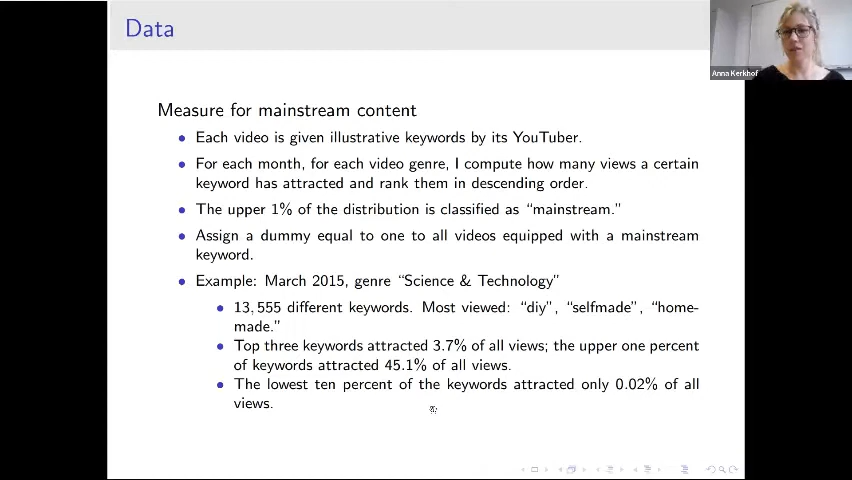 Data
Anna Kerkhof
Measure for mainstream content
Each video is given illustrative keywords by its YouTuber.
For each month, for each video genre, I compute how many views a certain
keyword has attracted and rank them in descending order.
The upper 1% of the distribution is classified as “mainstream.”
Assign a dummy equal to one to all videos equipped with a mainstream
keyword.
Example: March 2015, genre “Science & Technology”
13,555 different keywords. Most viewed: “diy”, “selfmade”, “home-
made.”
Top three keywords attracted 3.7% of all views; the upper one percent
of keywords attracted 45.1% of all views.
The lowest ten percent of the keywords attracted only 0.02% of all
views.